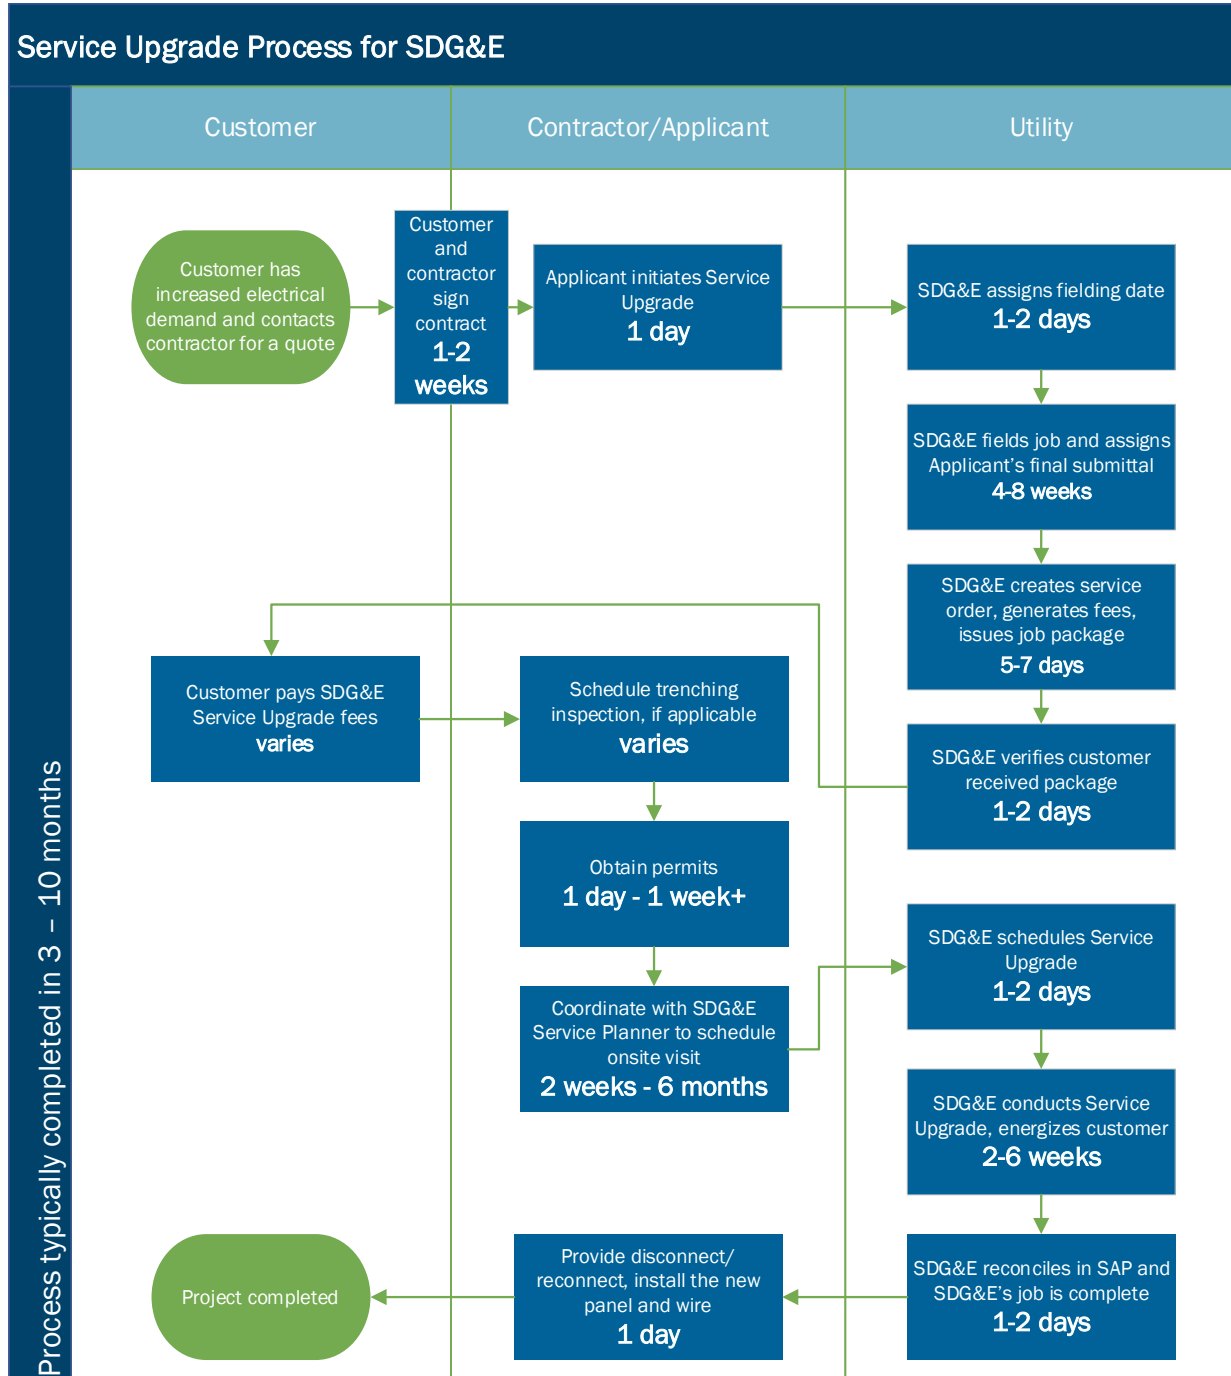 Service Upgrade Process for SDG&E
Customer
Contractor/Applicant
Utility
Process typically completed in 3 – 10 months
Customer has
increased electrical
demand and contacts
contractor for a quote
Customer
and
contractor
sign
contract
1-2
weeks
Applicant initiates Service
Upgrade
1 day
SDG&E assigns fielding date
1-2 days
SDG&E fields job and assigns
Applicant's final submittal
4-8 weeks
SDG&E creates service
order, generates fees,
issues job package
5-7 days
SDG&E verifies customer
received package
1-2 days
Customer pays SDG&E
Service Upgrade fees
varies
Schedule trenching
inspection, if applicable
varies
Obtain permits
1 day - 1 week+
Coordinate with SDG&E
Service Planner to schedule
onsite visit
2 weeks - 6 months
SDG&E schedules Service
Upgrade
1-2 days
SDG&E conducts Service
Upgrade, energizes customer
2-6 weeks
SDG&E reconciles in SAP and
SDG&E's job is complete
1-2 days
Provide disconnect/
reconnect, install the new
panel and wire
1 day
Project completed